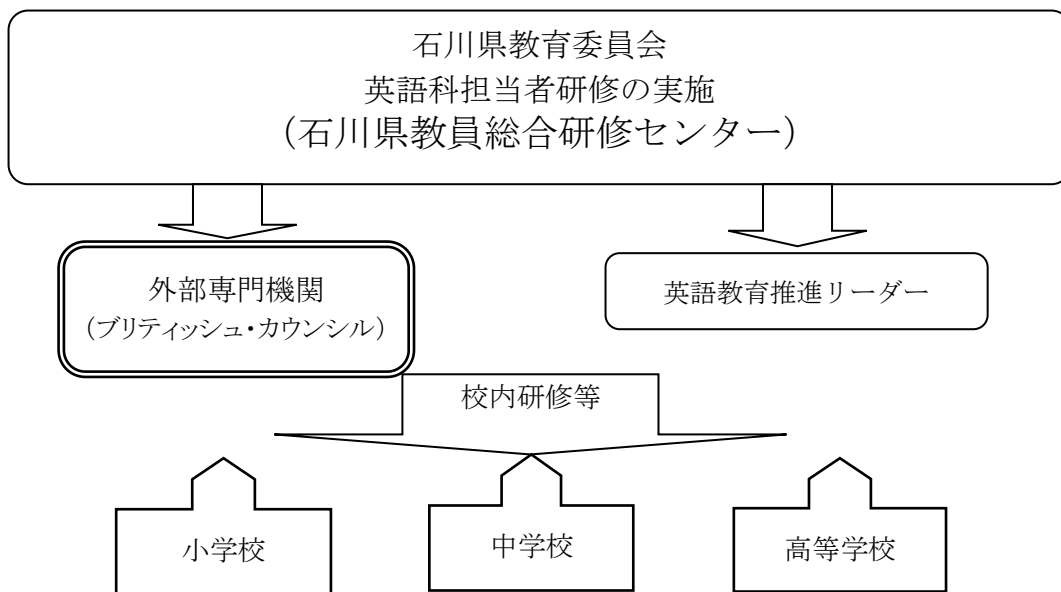 石川県教育委員会
英語科担当者研修の実施
（石川県教員総合研修センター）
外部専門機関
（ブリティッシュ・カウンシル）
英語教育推進リーダー
校内研修等
小学校
中学校
高等学校